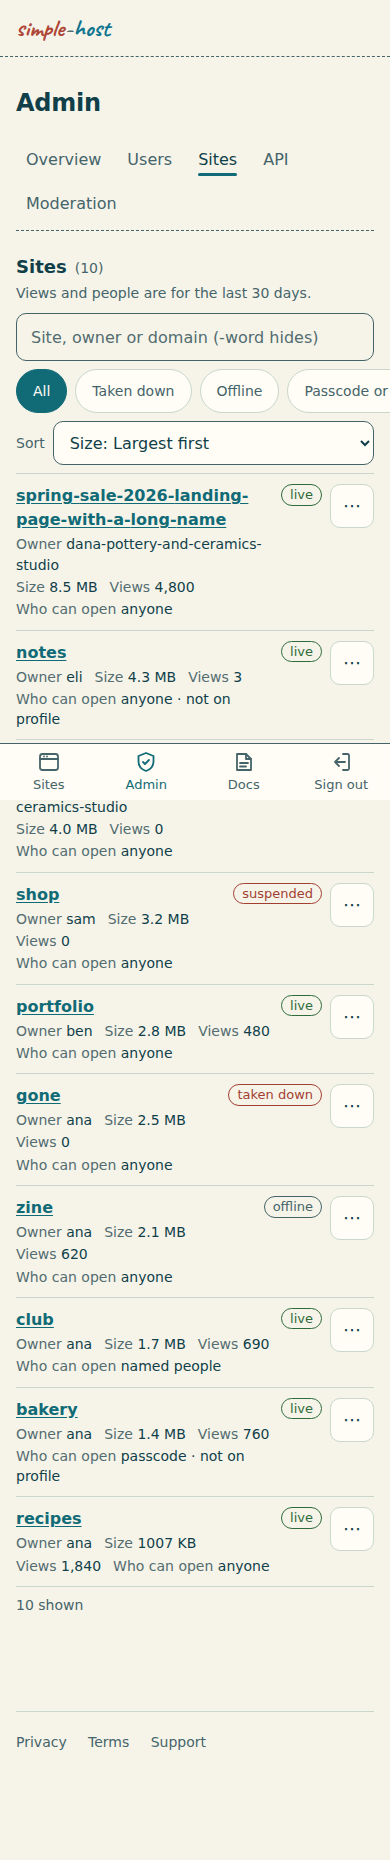 simple-host
Admin
Overview Users Sites API
Moderation
Sites (10)
Views and people are for the last 30 days.
Site, owner or domain (-word hides)
All Taken down Offline Passcode or
Sort Size: Largest first
spring-sale-2026-landing- live ...
page-with-a-long-name
Owner dana-pottery-and-ceramics-
studio
Size 8.5 MB Views 4,800
Who can open anyone
notes live ...
Owner eli Size 4.3 MB Views 3
Who can open anyone · not on
profile
Sites Admin Docs Sign out
ceramics-studio
Size 4.0 MB Views 0
Who can open anyone
shop suspended ...
Owner sam Size 3.2 MB
Views 0
Who can open anyone
portfolio live ...
Owner ben Size 2.8 MB Views 480
Who can open anyone
gone taken down ...
Owner ana Size 2.5 MB
Views 0
Who can open anyone
zine offline ...
Owner ana Size 2.1 MB
Views 620
Who can open anyone
club live ...
Owner ana Size 1.7 MB Views 690
Who can open named people
bakery live ...
Owner ana Size 1.4 MB Views 760
Who can open passcode · not on
profile
recipes live ...
Owner ana Size 1007 KB
Views 1,840 Who can open anyone
10 shown
Privacy Terms Support